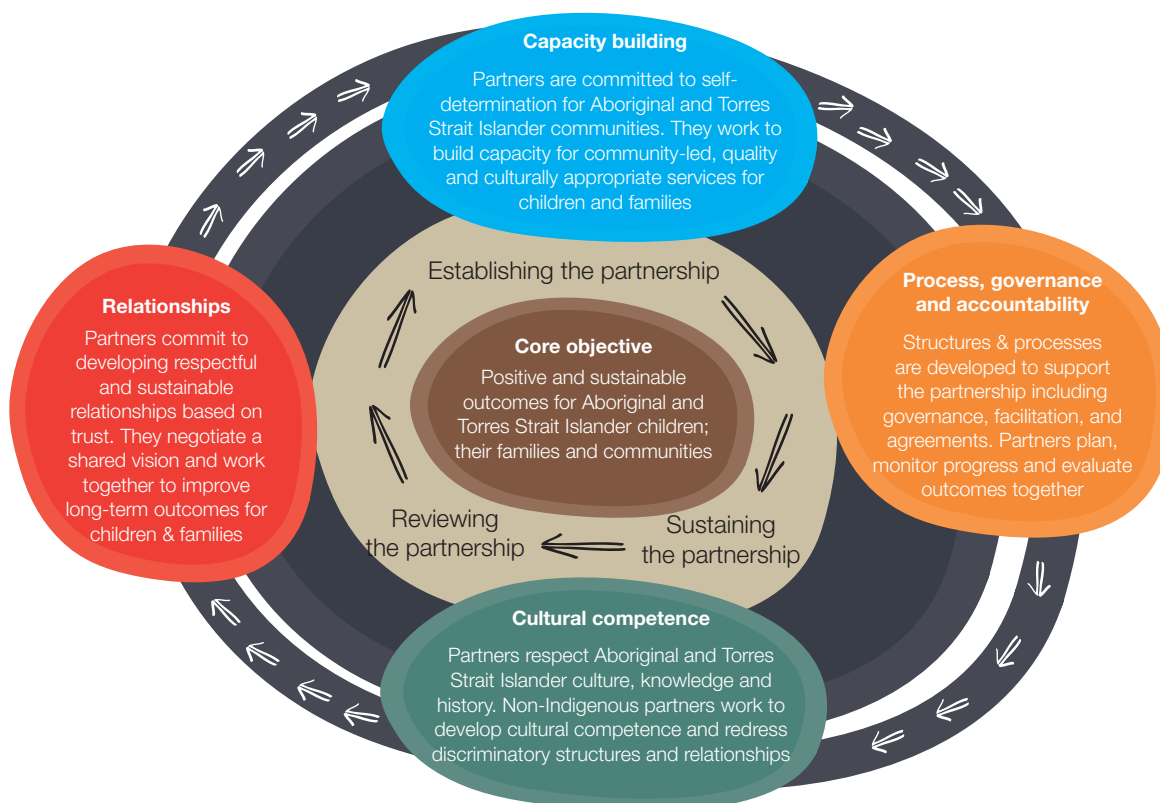 Capacity building
Partners are committed to self-
determination for Aboriginal and Torres
Strait Islander communities. They work to
build capacity for community-led, quality
and culturally appropriate services for
children and families
Relationships
Partners commit to
developing respectful
and sustainable
relationships based on
trust. They negotiate a
shared vision and work
together to improve
long-term outcomes for
children & families
Establishing the partnership
Core objective
Positive and sustainable
outcomes for Aboriginal and
Torres Strait Islander children;
their families and communities
Reviewing
the partnership
Sustaining
the partnership
Process, governance
and accountability
Structures & processes
are developed to support
the partnership including
governance, facilitation, and
agreements. Partners plan,
monitor progress and evaluate
outcomes together
Cultural competence
Partners respect Aboriginal and Torres
Strait Islander culture, knowledge and
history. Non-Indigenous partners work to
develop cultural competence and redress
discriminatory structures and relationships